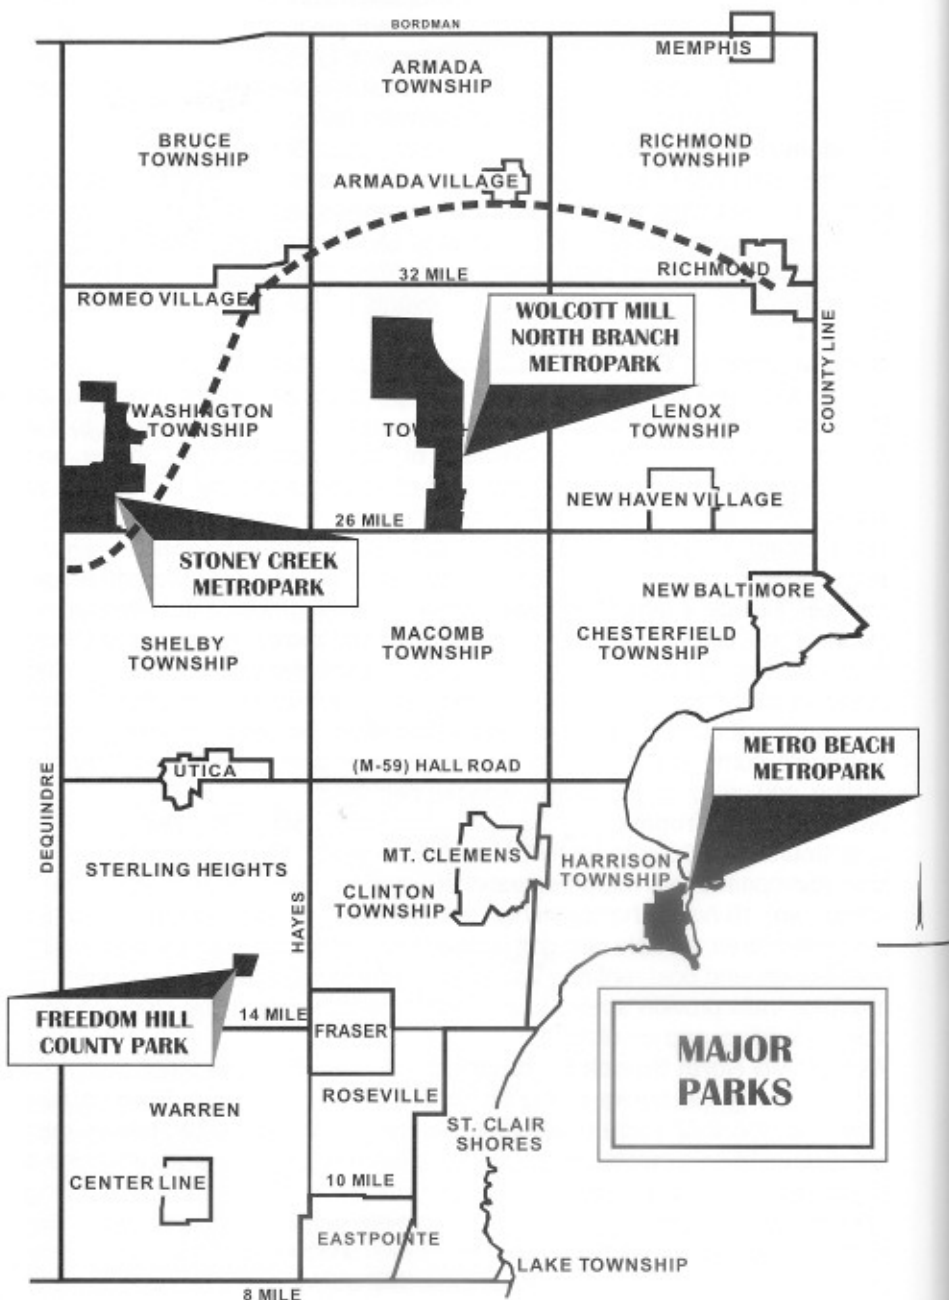 BORDMAN
MEMPHIS
ARMADA
TOWNSHIP
BRUCE
TOWNSHIP
RICHMOND
TOWNSHIP
ARMADA VILLAGE
RICHMOND
32 MILE
ROMEO VILLAGE
WOLCOTT MILL
NORTH BRANCH
METROPARK
COUNTY LINE
WASHINGTON
TOWNSHIP
LENOX
TOWNSHIP
NEW HAVEN VILLAGE
26 MILE
STONEY CREEK
METROPARK
NEW BALTIMORE
SHELBY
TOWNSHIP
MACOMB
TOWNSHIP
CHESTERFIELD
TOWNSHIP
METRO BEACH
METROPARK
UTICA
(M-59) HALL ROAD
DEQUINDRE
STERLING HEIGHTS
MT. CLEMENS
HARRISON
TOWNSHIP
CLINTON
TOWNSHIP
HAYES
FREEDOM HILL
COUNTY PARK
14 MILE
FRASER
MAJOR
PARKS
ROSEVILLE
WARREN
ST. CLAIR
SHORES
CENTER LINE
10 MILE
EASTPOINTE
LAKE TOWNSHIP
8 MILE